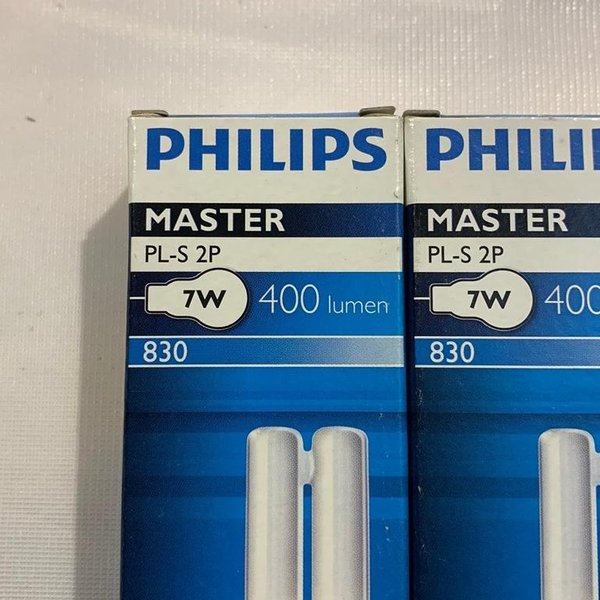 PHILIPS
MASTER
PL-S 2P
7W 400 lumen
830
PHILI
MASTER
PL-S 2P
7W 400
830